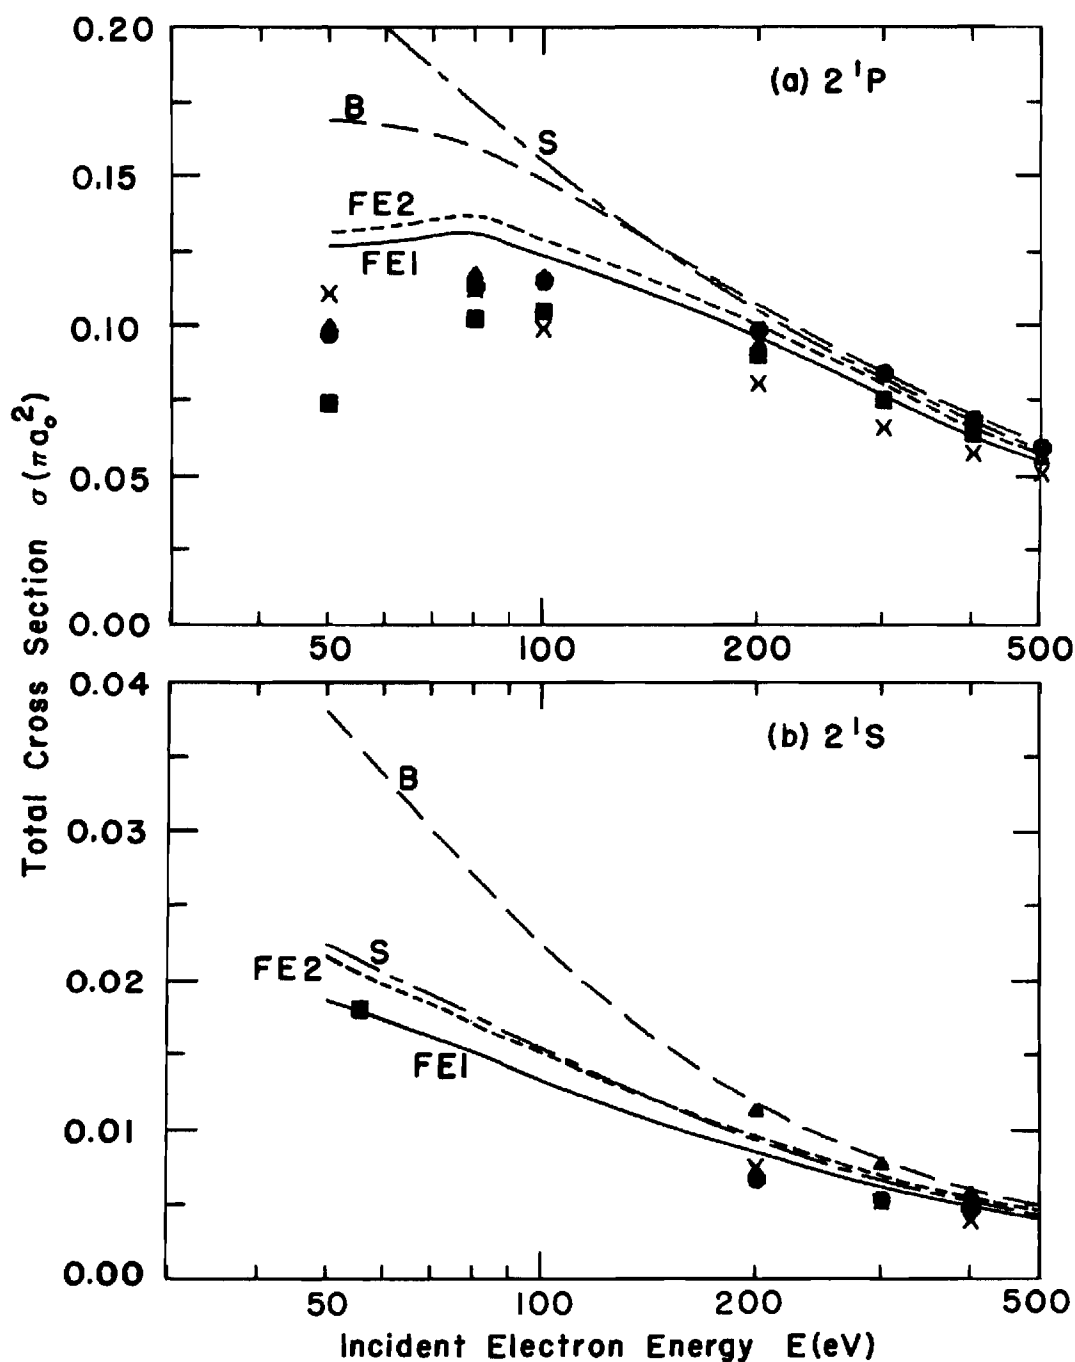 Total Cross Section σ(πa₀²)
0.20
(a) 2 ¹P
B
S
0.15
FE2
FE1
0.10
0.05
0.00
50 100 200 300 500
0.04
(b) 2 ¹S
B
0.03
S
FE2
0.02
FE1
0.01
0.00
50 100 200 300 500
Incident Electron Energy E(eV)